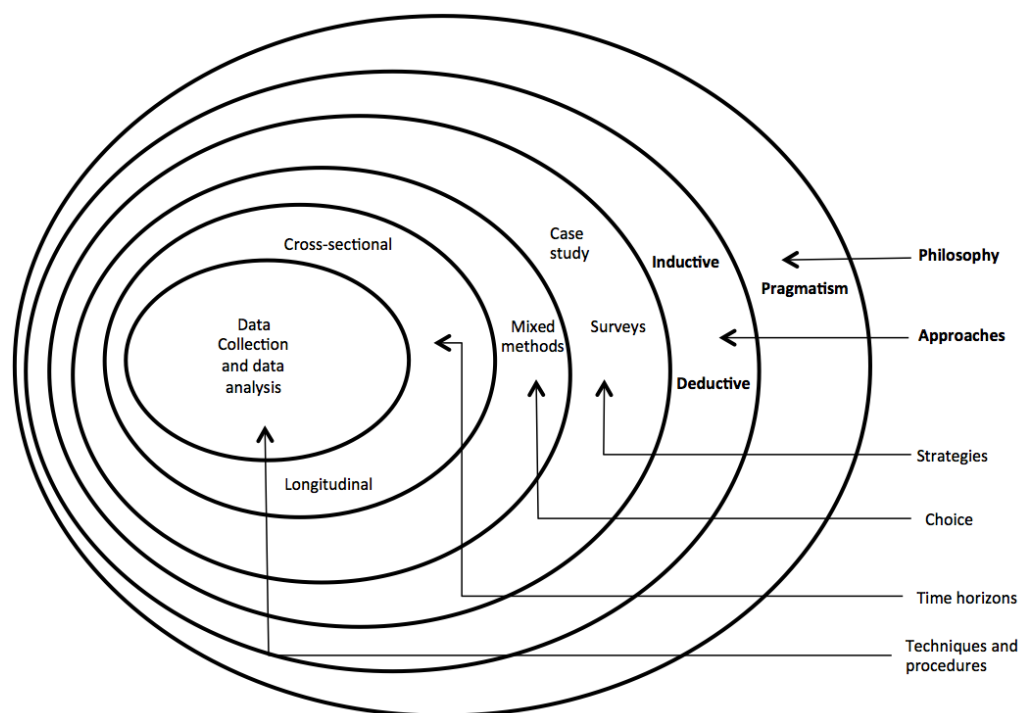 Cross-sectional
Case
study
Inductive
Philosophy
Pragmatism
Data
Collection
and data
analysis
Mixed
methods
Surveys
Approaches
Deductive
Strategies
Longitudinal
Choice
Time horizons
Techniques and
procedures